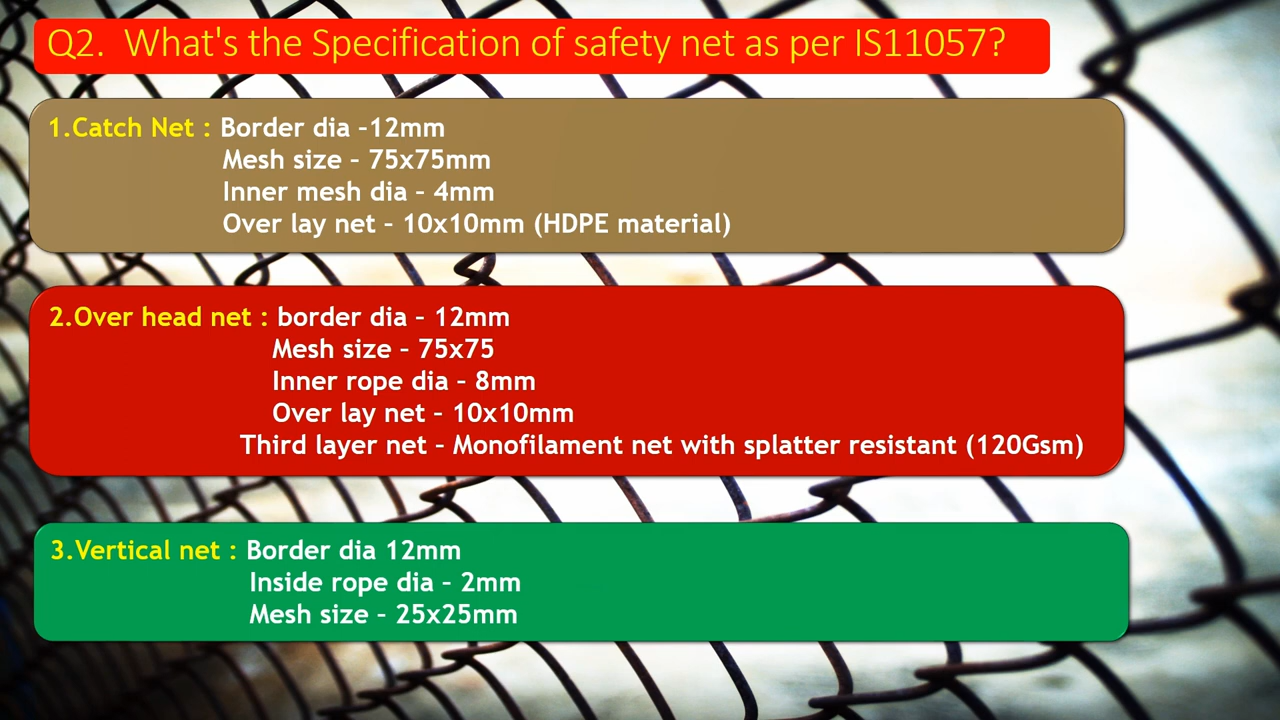 Q2. What's the Specification of safety net as per IS11057?
1.Catch Net : Border dia -12mm
Mesh size - 75x75mm
Inner mesh dia - 4mm
Over lay net - 10x10mm (HDPE material)
2.Over head net : border dia - 12mm
Mesh size - 75x75
Inner rope dia - 8mm
Over lay net - 10x10mm
Third layer net - Monofilament net with splatter resistant (120Gsm)
3.Vertical net : Border dia 12mm
Inside rope dia - 2mm
Mesh size - 25x25mm